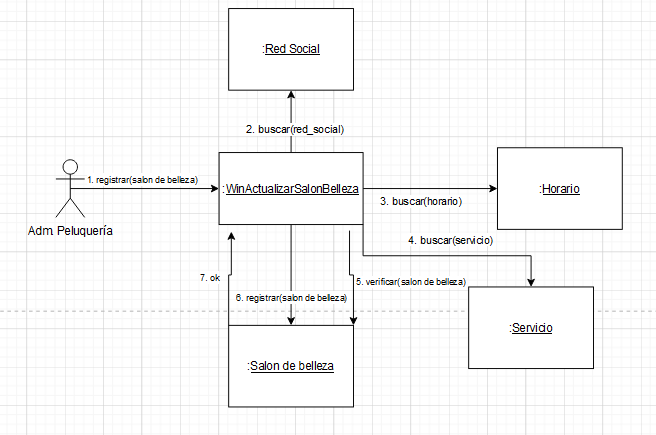 :Red Social
2. buscar(red_social)
1. registrar(salon de belleza)
:WinActualizarSalonBelleza
3. buscar(horario)
:Horario
Adm. Peluquería
4. buscar(servicio)
7. ok
5. verificar(salon de belleza)
6. registrar(salon de belleza)
:Servicio
:Salon de belleza